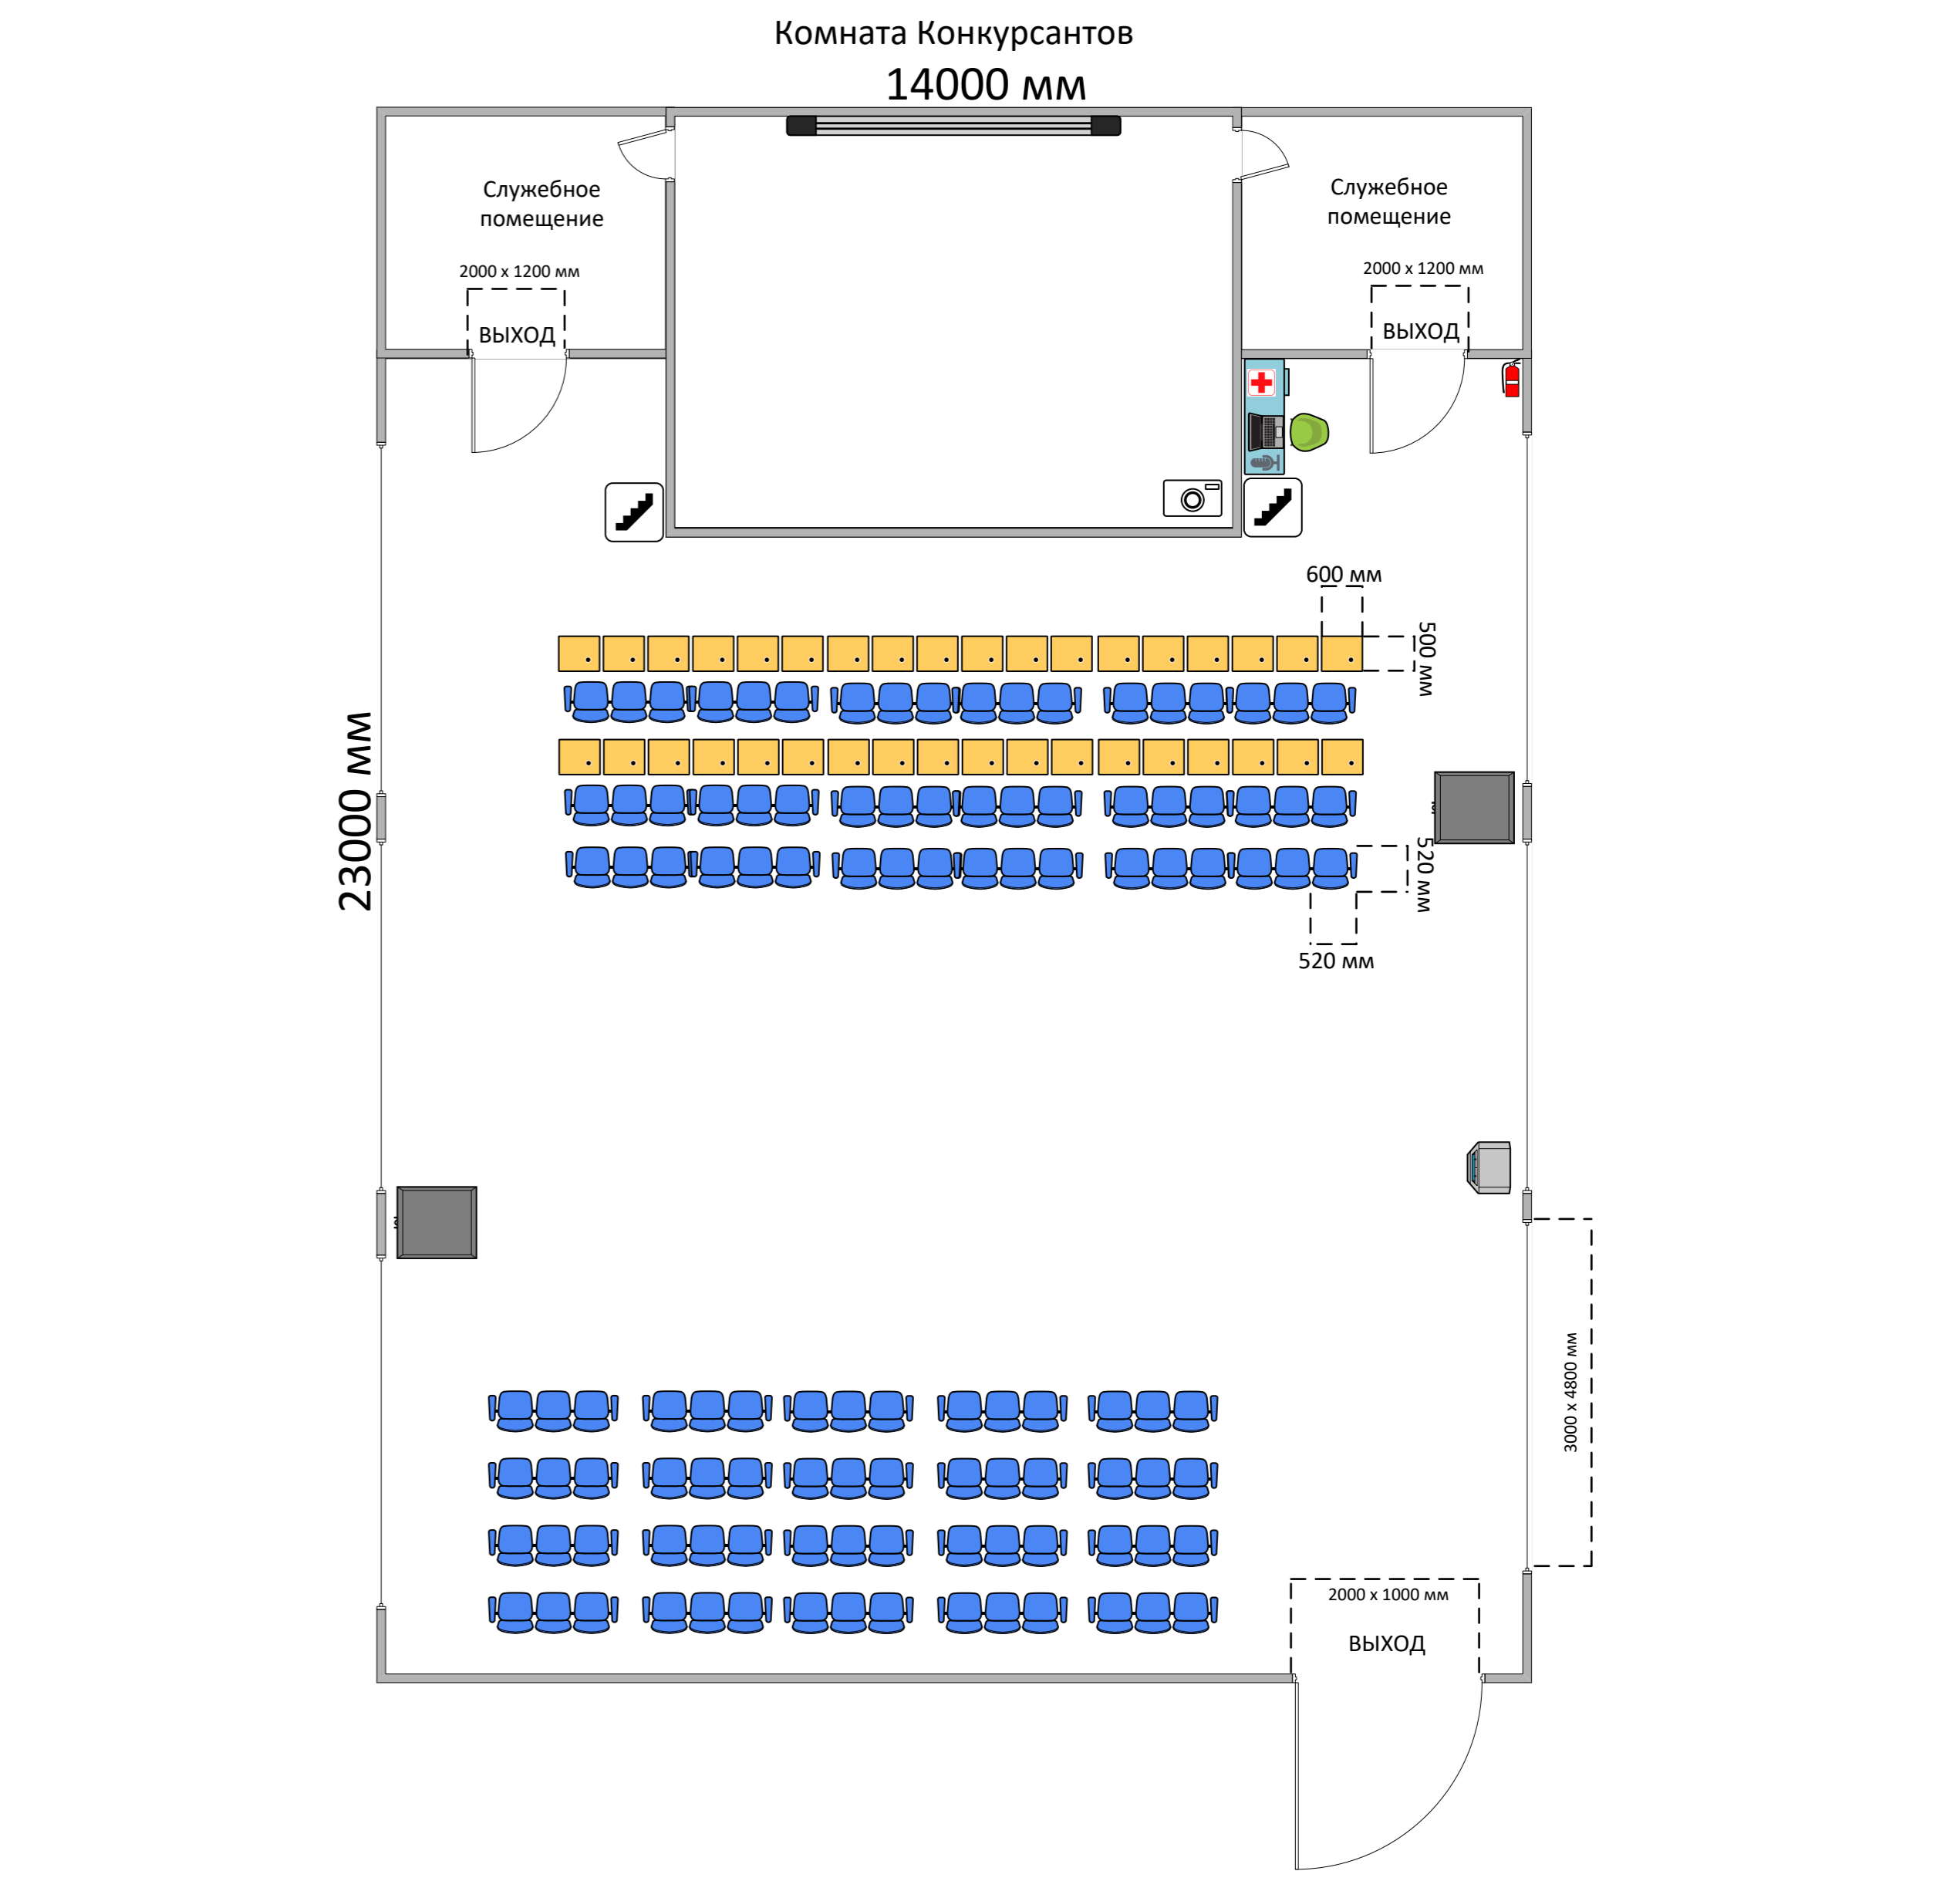 Комната Конкурсантов
14000 мм
Служебное
помещение
Служебное
помещение
2000 x 1200 мм
2000 x 1200 мм
ВЫХОД
ВЫХОД
600 мм
500 мм
23000 мм
520 мм
520 мм
3000 x 4800 мм
2000 x 1000 мм
ВЫХОД